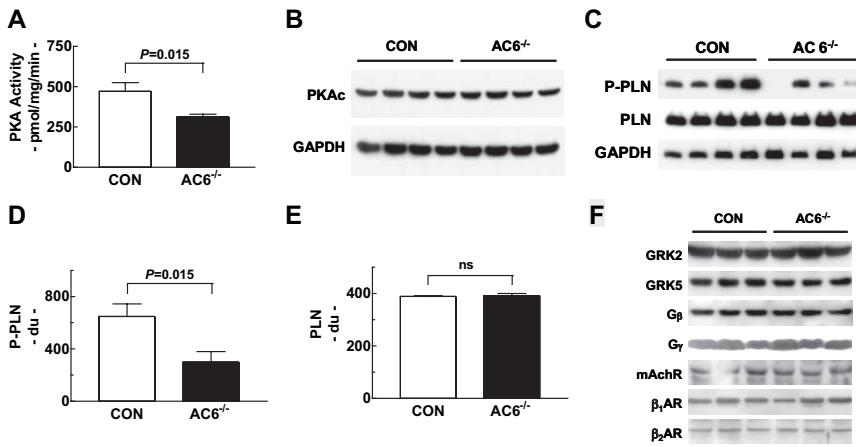 A
PKA Activity
- pmol/mg/min -
750
500
250
0
P=0.015
CON
AC6-/-
B
CON
AC6-/-
PKAc
GAPDH
C
CON
AC 6-/-
P-PLN
PLN
GAPDH
D
P-PLN
- du -
800
400
0
P=0.015
CON
AC6-/-
E
PLN
- du -
600
400
200
0
ns
CON
AC6-/-
F
CON
AC6-/-
GRK2
GRK5
Gβ
Gγ
mAchR
β1AR
β2AR